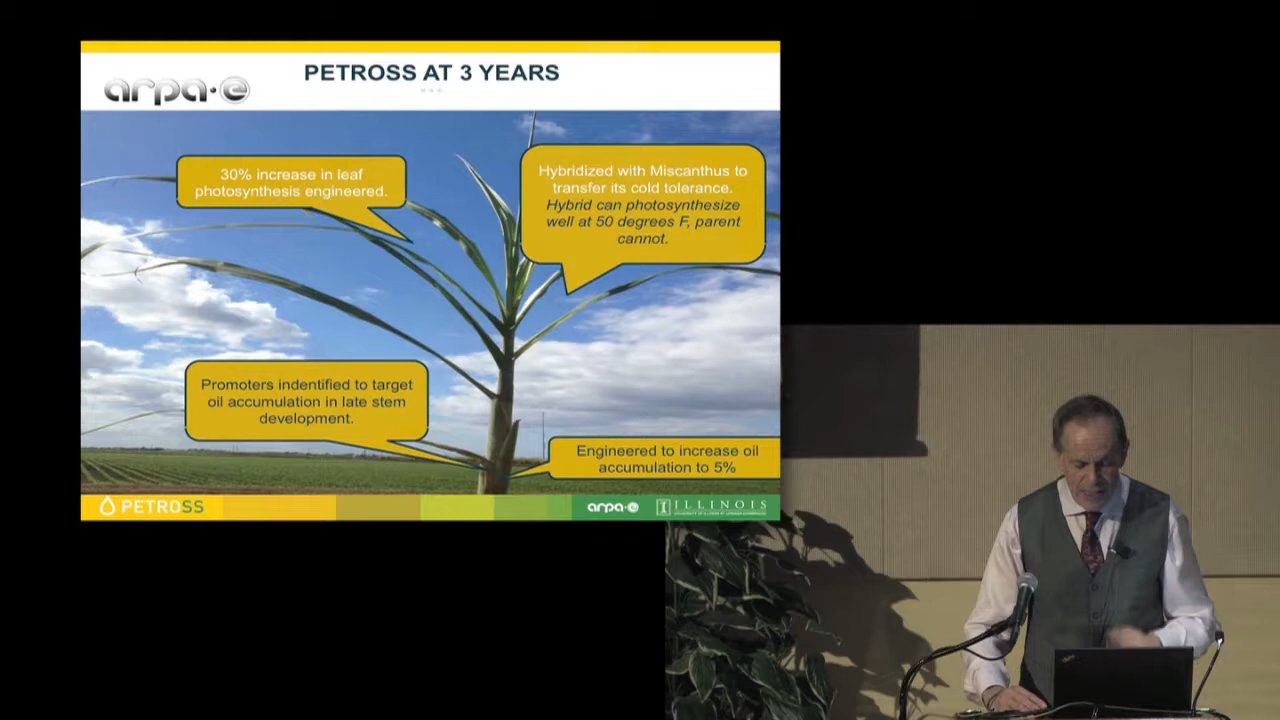 arpa·e
PETROSS AT 3 YEARS
30% increase in leaf
photosynthesis engineered.
Hybridized with Miscanthus to
transfer its cold tolerance.
Hybrid can photosynthesize
well at 50 degrees F, parent
cannot.
Promoters indentified to target
oil accumulation in late stem
development.
Engineered to increase oil
accumulation to 5%
PETROSS
arpa·e
ILLINOIS